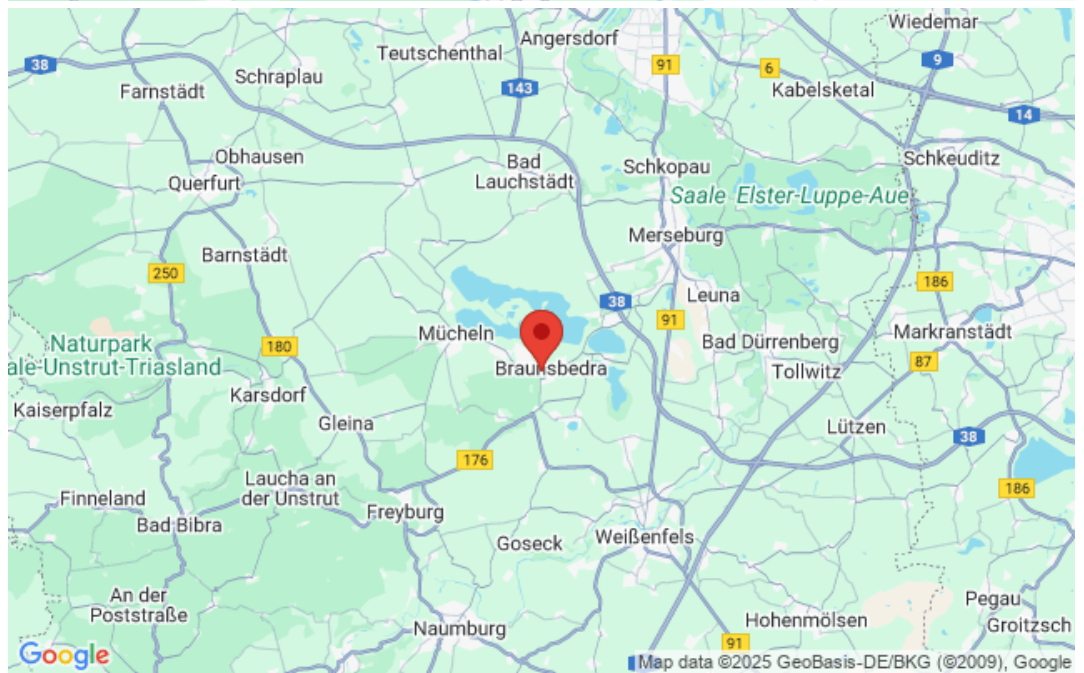 Wiedemar
Angersdorf
Teutschenthal
38
91
6
9
Schraplau
143
Kabelsketal
Farnstädt
14
Obhausen
Bad
Lauchstädt
Schkopau
Schkeuditz
Querfurt
Saale-Elster-Luppe-Aue
Merseburg
Barnstädt
250
186
38
Leuna
91
Mücheln
Naturpark
ale-Unstrut-Triasland
180
Bad Dürrenberg
Markranstädt
87
Braunsbedra
Tollwitz
Karsdorf
Kaiserpfalz
Gleina
Lützen
38
176
Laucha an
der Unstrut
186
Finneland
Freyburg
Bad Bibra
Goseck
Weißenfels
An der
Poststraße
Pegau
Hohenmölsen
Groitzsch
Naumburg
91
Google
Map data ©2025 GeoBasis-DE/BKG (©2009), Google